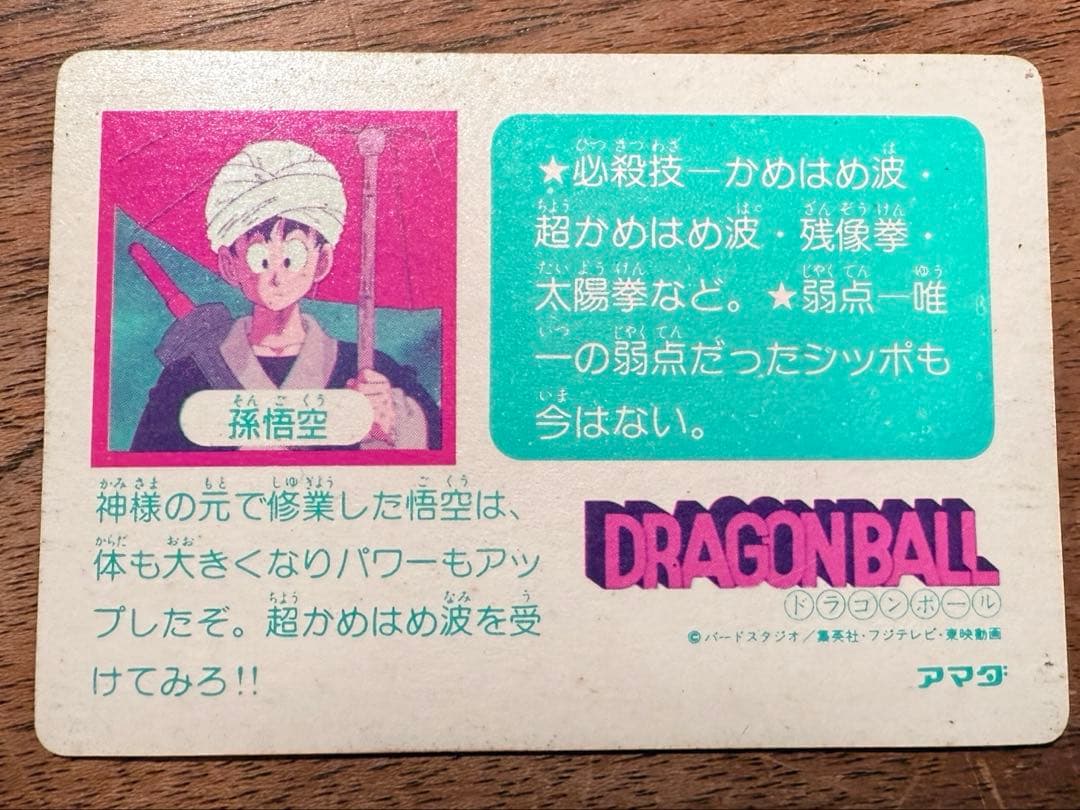 孫悟空
★必殺技―かめはめ波・
超かめはめ波・残像拳・
太陽拳など。★弱点―唯
一の弱点だったシッポも
今はない。
神様の元で修業した悟空は、
体も大きくなりパワーもアッ
プしたぞ。超かめはめ波を受
けてみろ!!
DRAGON BALL
ドラゴンボール
©バードスタジオ/集英社・フジテレビ・東映動画
アマダ